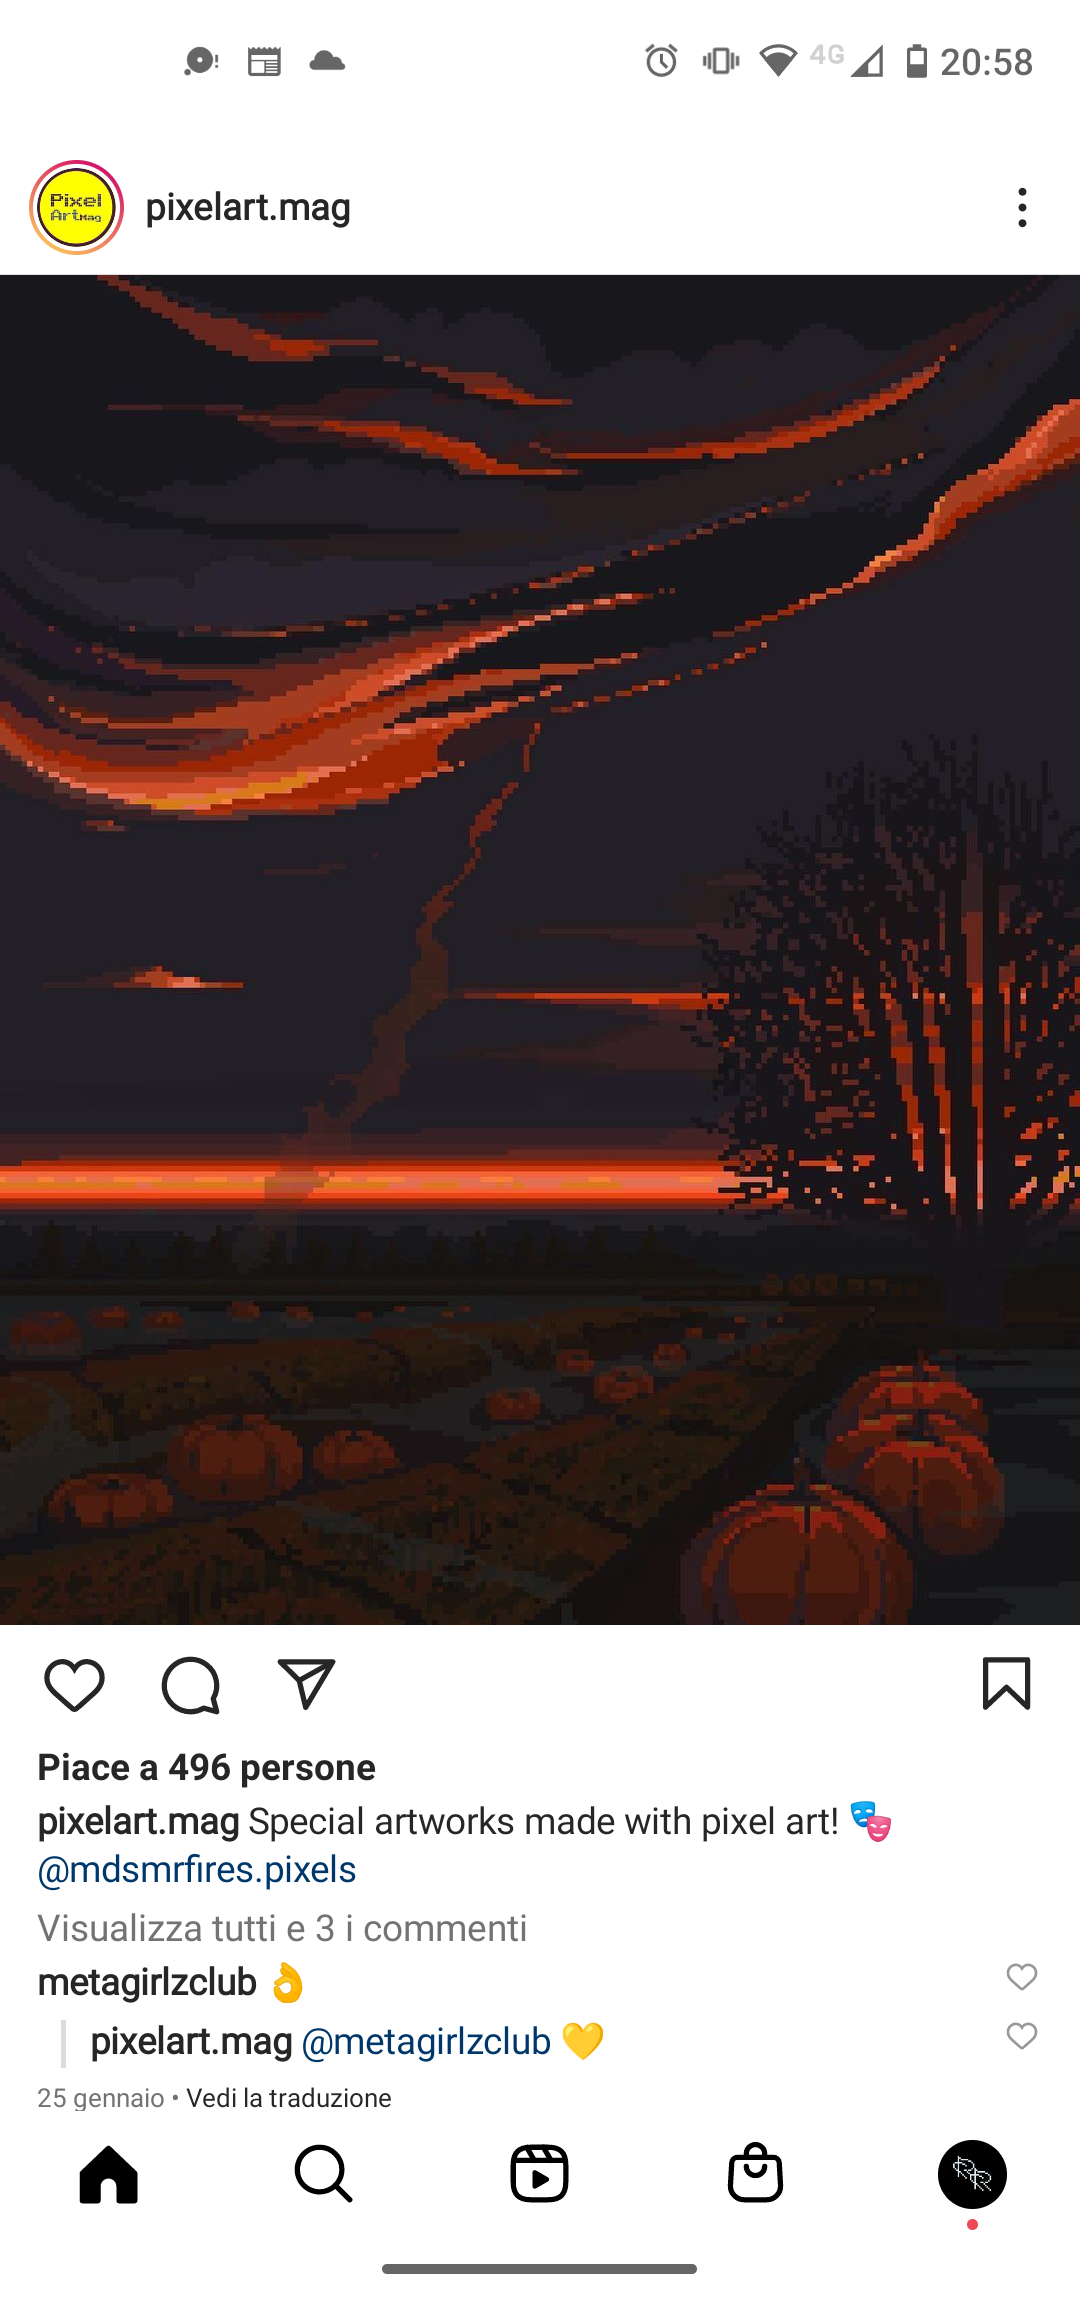 4G 20:58
Pixel
ArtMag
pixelart.mag
Piace a 496 persone
pixelart.mag Special artworks made with pixel art! 🎭
@mdsmrfires.pixels
Visualizza tutti e 3 i commenti
metagirlzclub 👌
pixelart.mag @metagirlzclub 💛
25 gennaio • Vedi la traduzione